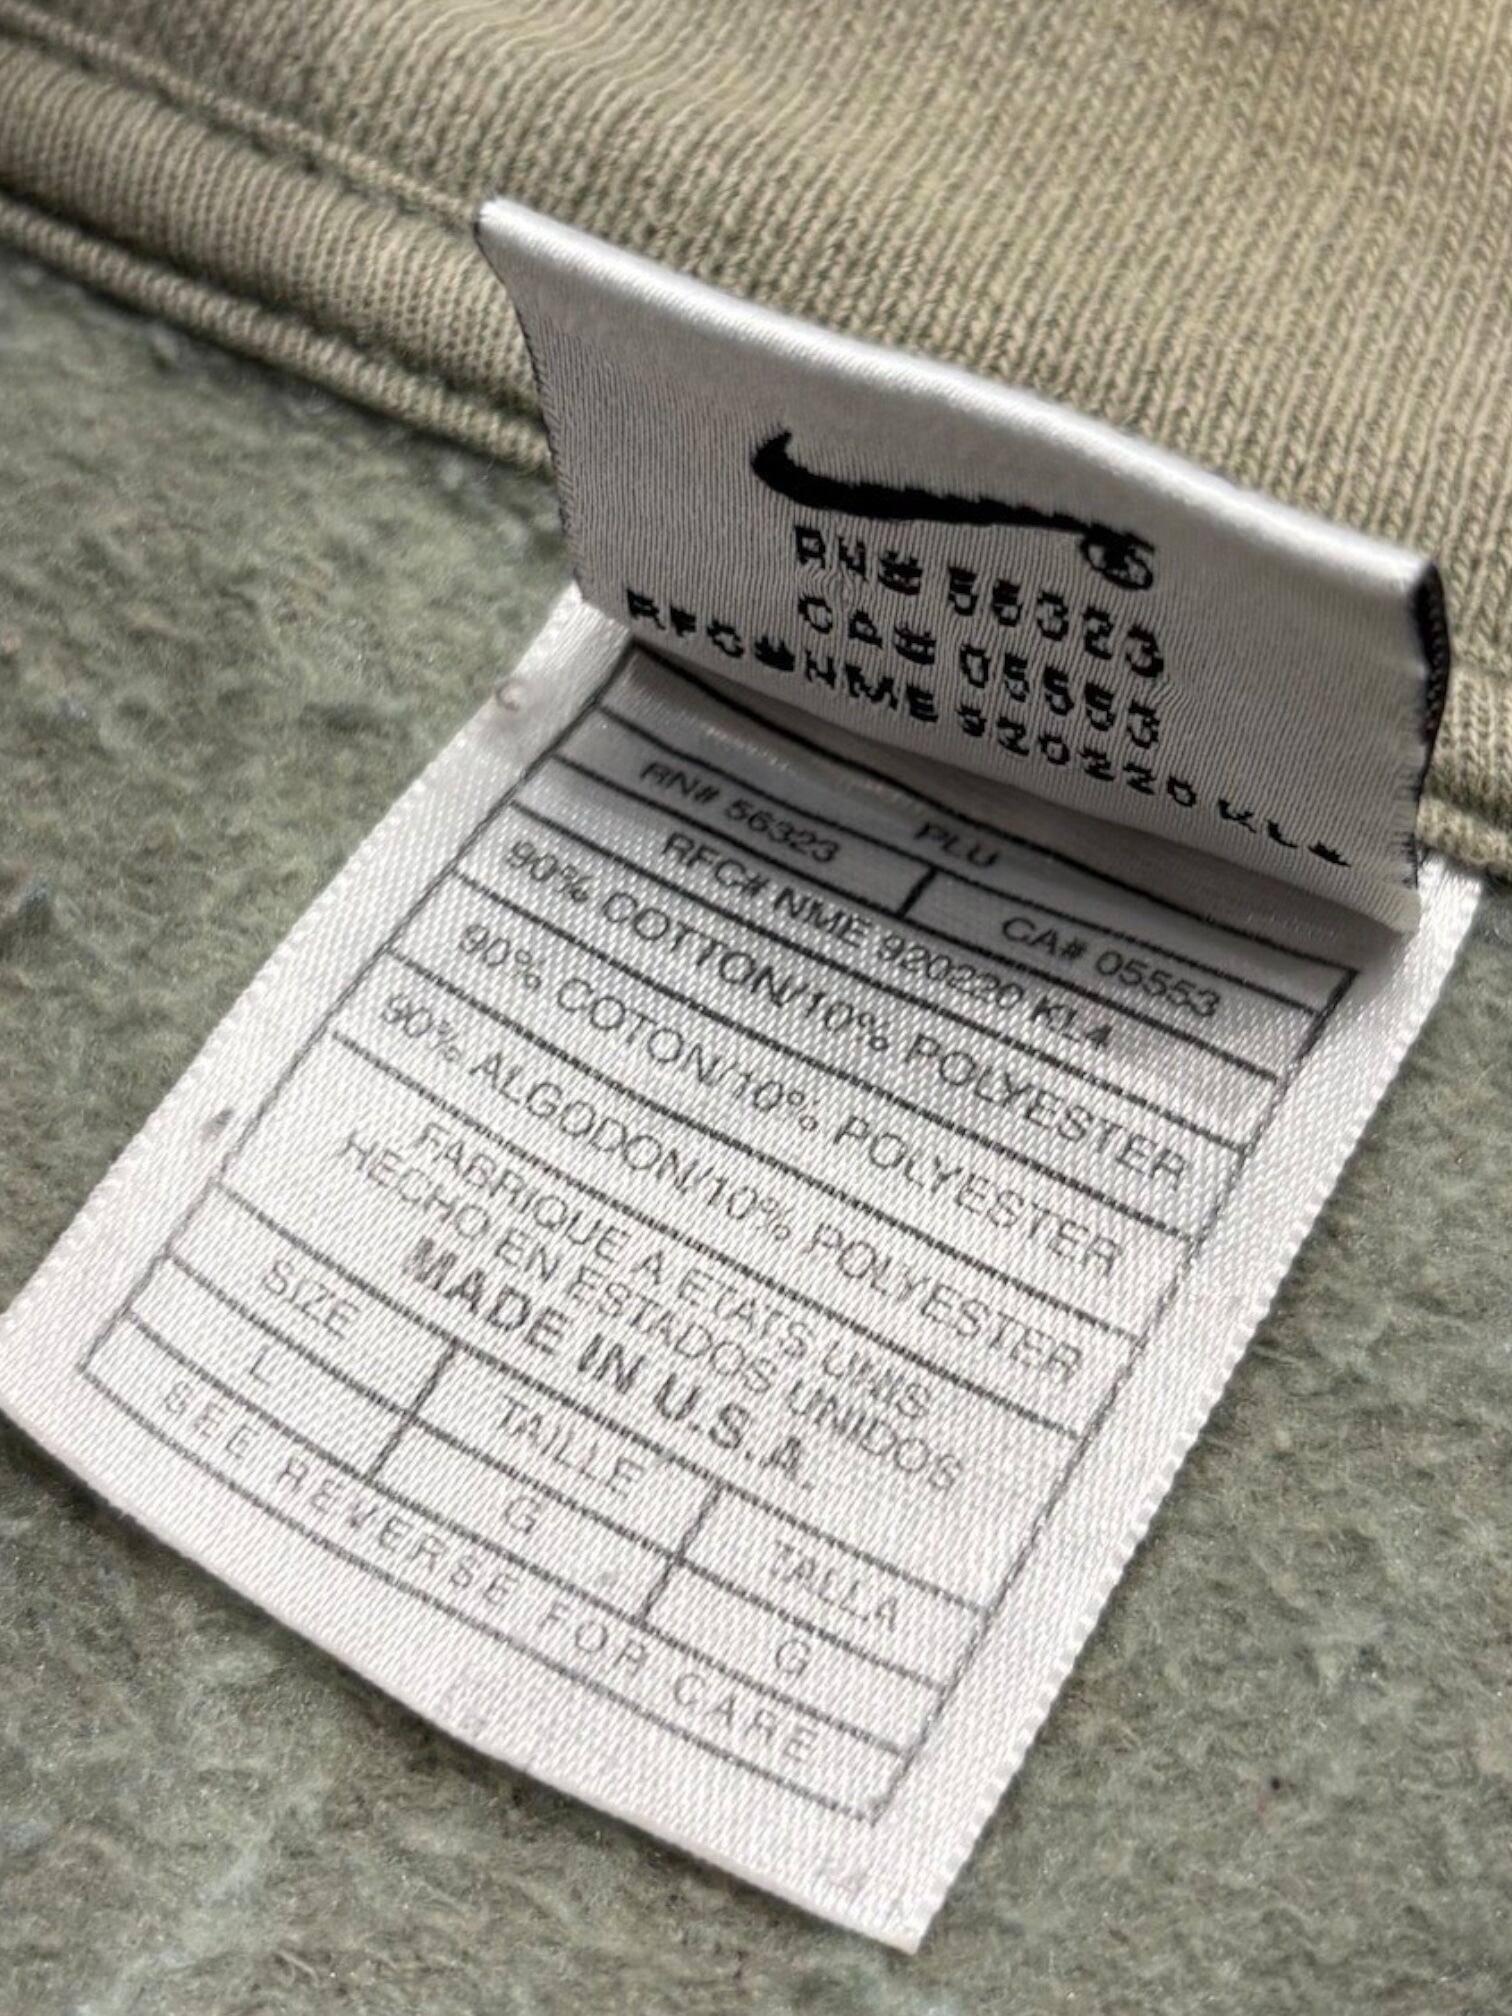 RN# 56323
CA# 05553
RFC#NME 920220 KL4
PLU
RN# 56323 CA# 05553
RFC# NME 920220 KL4
90% COTTON/10% POLYESTER
90% COTON/10% POLYESTER
90% ALGODON/10% POLYESTER
FABRIQUE A ETATS UNIS
HECHO EN ESTADOS UNIDOS
MADE IN U.S.A.
SIZE TAILLE TALLA
L G G
SEE REVERSE FOR CARE